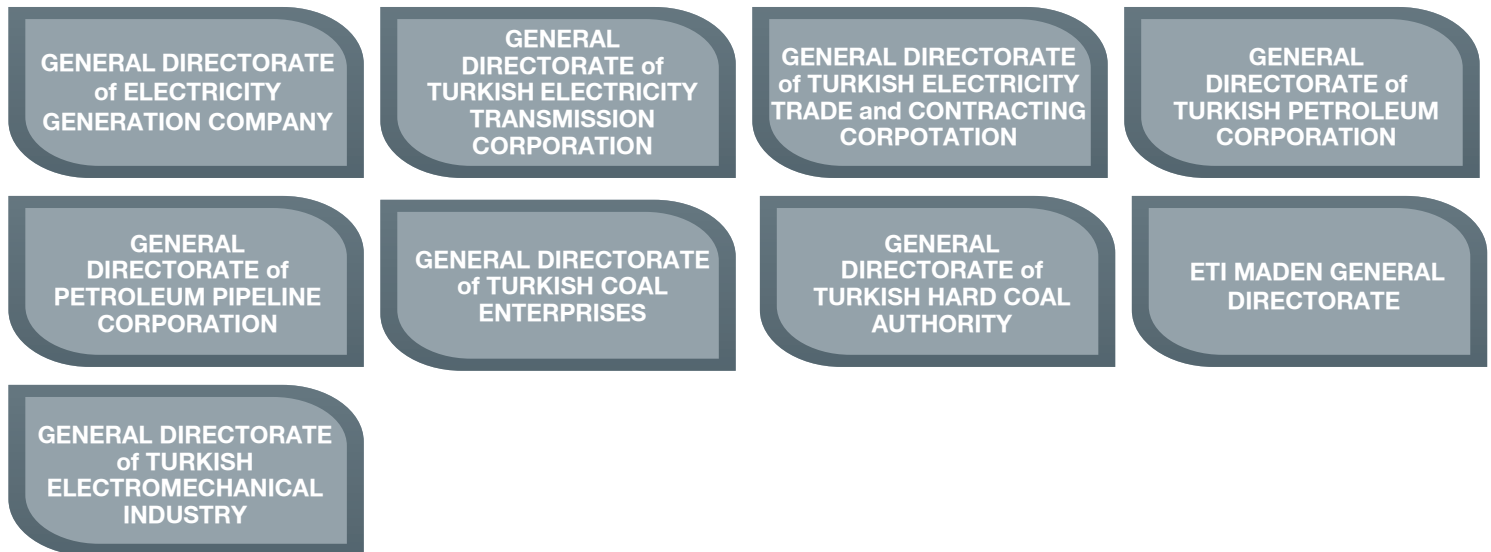 GENERAL DIRECTORATE
of ELECTRICITY
GENERATION COMPANY
GENERAL
DIRECTORATE of
TURKISH ELECTRICITY
TRANSMISSION
CORPORATION
GENERAL DIRECTORATE
of TURKISH ELECTRICITY
TRADE and CONTRACTING
CORPOTATION
GENERAL
DIRECTORATE of
TURKISH PETROLEUM
CORPORATION
GENERAL
DIRECTORATE of
PETROLEUM PIPELINE
CORPORATION
GENERAL DIRECTORATE
of TURKISH COAL
ENTERPRISES
GENERAL
DIRECTORATE of
TURKISH HARD COAL
AUTHORITY
ETI MADEN GENERAL
DIRECTORATE
GENERAL DIRECTORATE
of TURKISH
ELECTROMECHANICAL
INDUSTRY